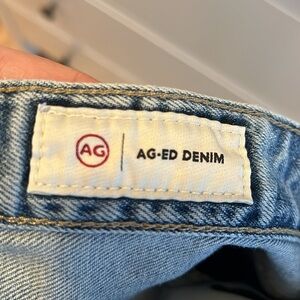 AG | AG-ED DENIM